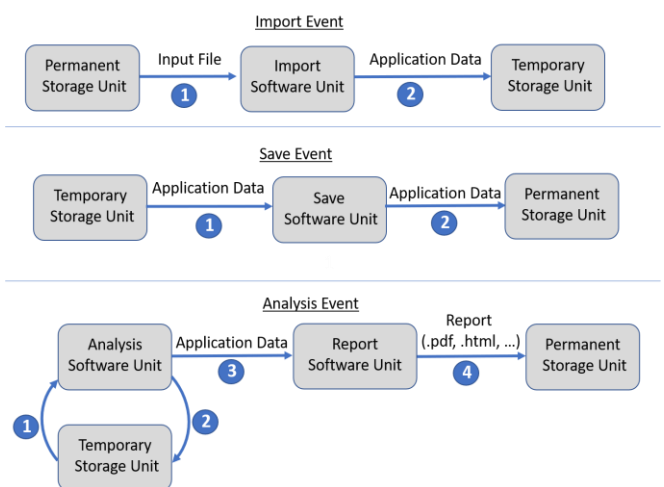 Import Event
Permanent
Storage Unit
Input File
1
Import
Software Unit
Application Data
2
Temporary
Storage Unit
Save Event
Temporary
Storage Unit
Application Data
1
Save
Software Unit
Application Data
2
Permanent
Storage Unit
Analysis Event
Analysis
Software Unit
Application Data
3
Report
Software Unit
Report
(.pdf, .html, ...)
4
Permanent
Storage Unit
1
2
Temporary
Storage Unit